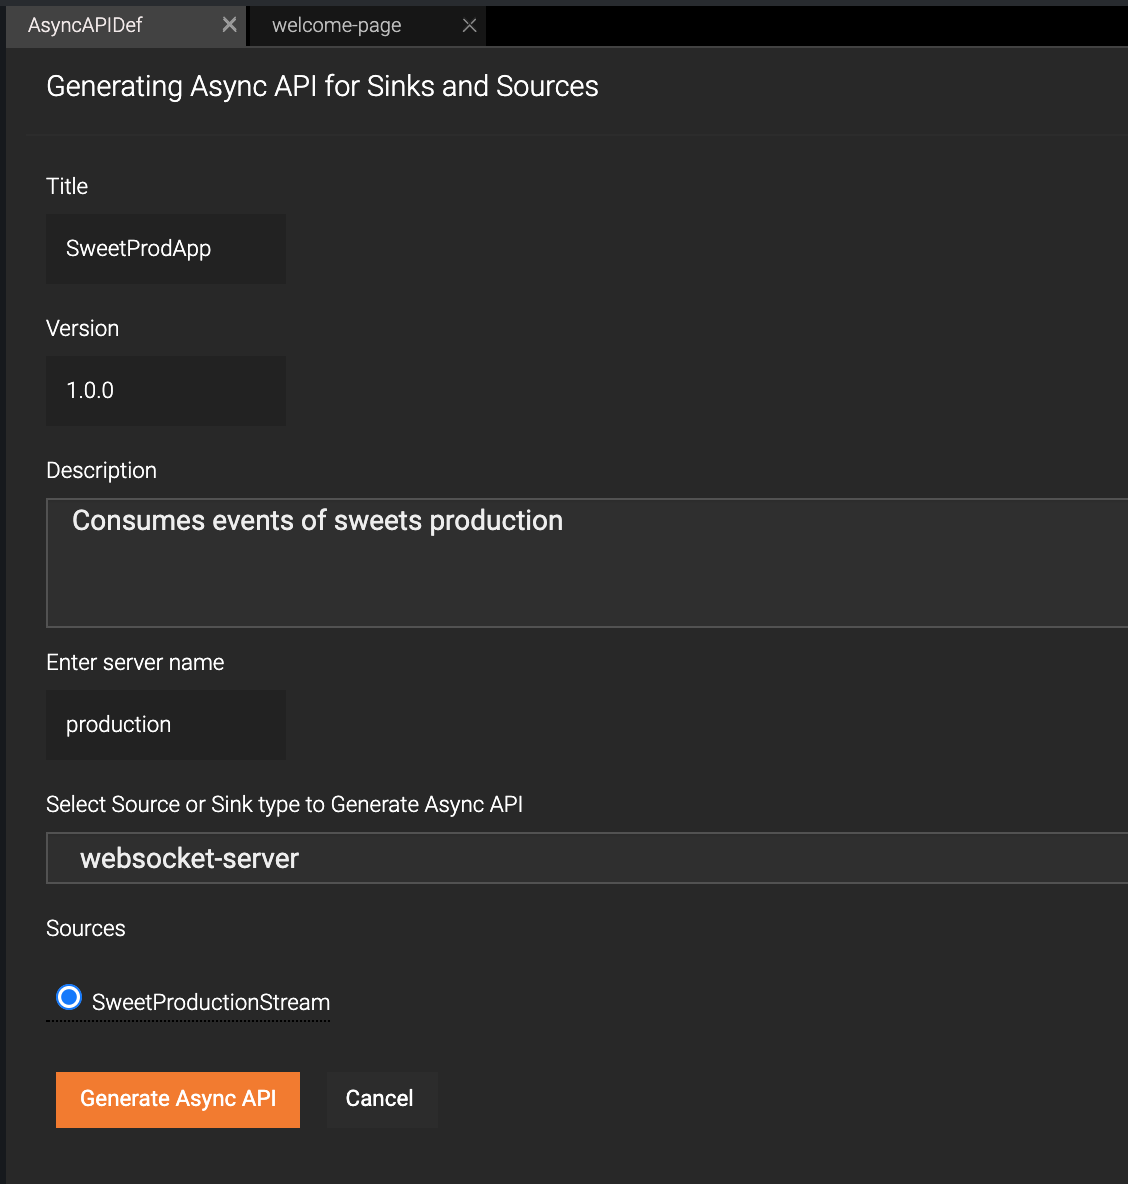 AsyncAPIDef
welcome-page
Generating Async API for Sinks and Sources
Title
SweetProdApp
Version
1.0.0
Description
Consumes events of sweets production
Enter server name
production
Select Source or Sink type to Generate Async API
websocket-server
Sources
SweetProductionStream
Generate Async API
Cancel